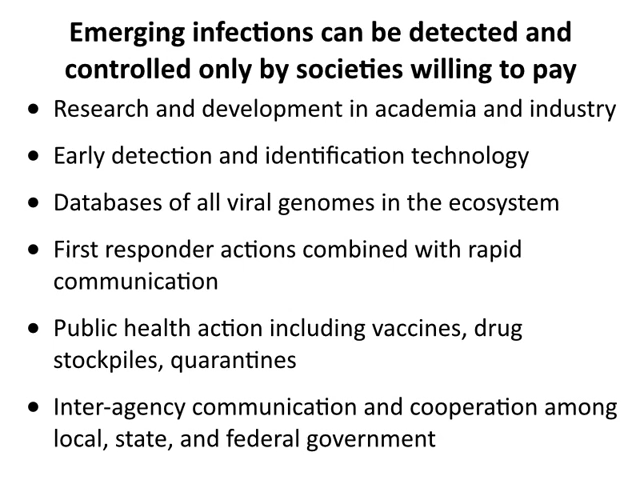 Emerging infections can be detected and
controlled only by societies willing to pay
• Research and development in academia and industry
• Early detection and identification technology
• Databases of all viral genomes in the ecosystem
• First responder actions combined with rapid
communication
• Public health action including vaccines, drug
stockpiles, quarantines
• Inter-agency communication and cooperation among
local, state, and federal government